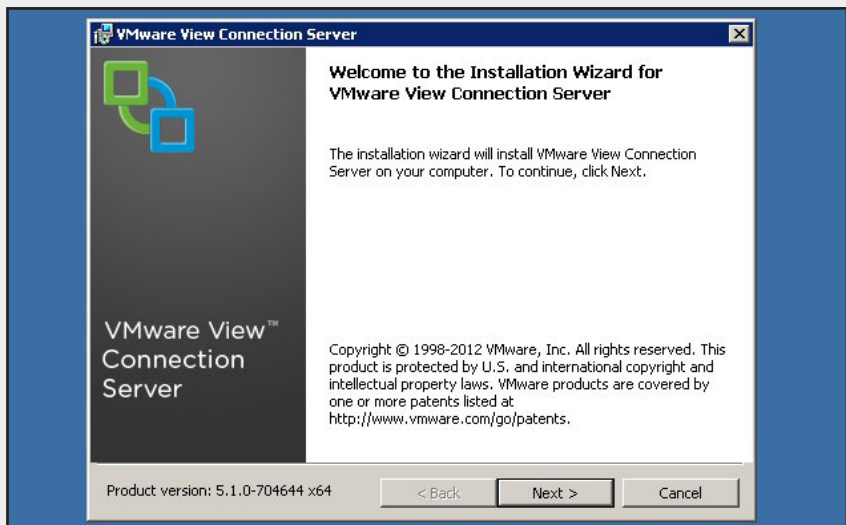 VMware View Connection Server
Welcome to the Installation Wizard for
VMware View Connection Server
The installation wizard will install VMware View Connection
Server on your computer. To continue, click Next.
VMware View™
Connection
Server
Copyright © 1998-2012 VMware, Inc. All rights reserved. This
product is protected by U.S. and international copyright and
intellectual property laws. VMware products are covered by
one or more patents listed at
http://www.vmware.com/go/patents.
Product version: 5.1.0-704644 x64
< Back
Next >
Cancel